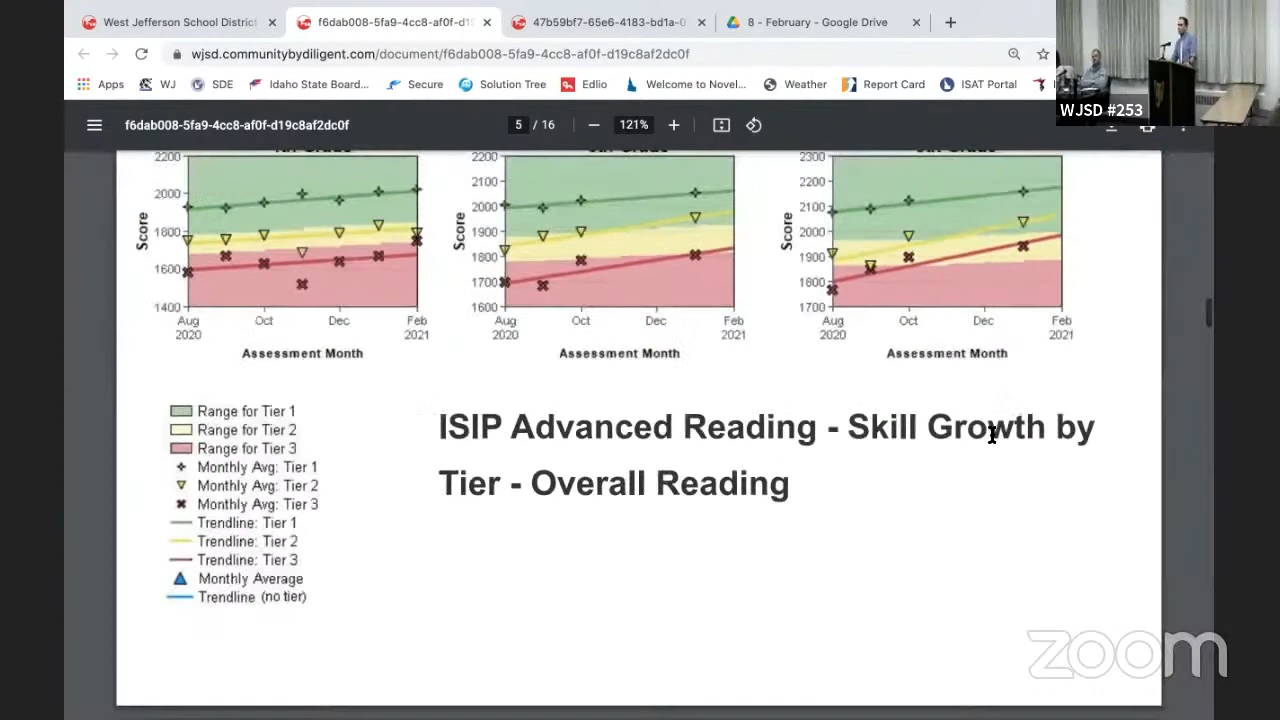 West Jefferson School District
f6dab008-5fa9-4cc8-af0f-d19
47b59bf7-65e6-4183-bd1a-0
8 - February - Google Drive
wjsd.communitybydiligent.com/document/f6dab008-5fa9-4cc8-af0f-d19c8af2dc0f
Apps
WJ
SDE
Idaho State Board...
Secure
Solution Tree
Edlio
Welcome to Novel...
Weather
Report Card
ISAT Portal
WJSD #253
f6dab008-5fa9-4cc8-af0f-d19c8af2dc0f
5 / 16
121%
2200
2000
1800
1600
1400
Score
Aug 2020
Oct
Dec
Feb 2021
Assessment Month
2200
2100
2000
1900
1800
1700
1600
Score
Aug 2020
Oct
Dec
Feb 2021
Assessment Month
2300
2200
2100
2000
1900
1800
1700
Score
Aug 2020
Oct
Dec
Feb 2021
Assessment Month
Range for Tier 1
Range for Tier 2
Range for Tier 3
Monthly Avg: Tier 1
Monthly Avg: Tier 2
Monthly Avg: Tier 3
Trendline: Tier 1
Trendline: Tier 2
Trendline: Tier 3
Monthly Average
Trendline (no tier)
ISIP Advanced Reading - Skill Growth by
Tier - Overall Reading
zoom